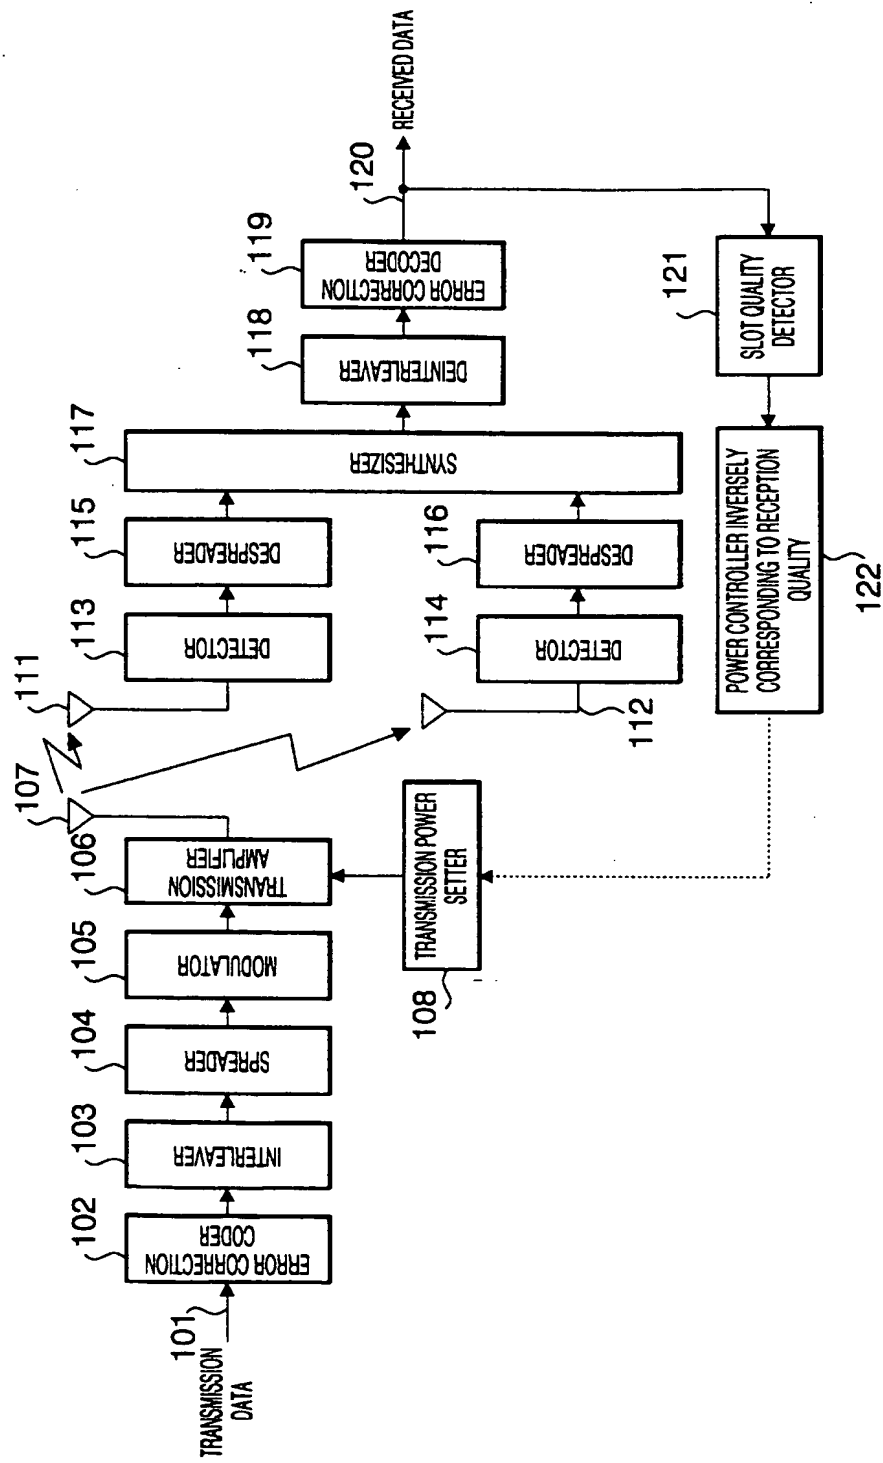 101
TRANSMISSION
DATA
102
ERROR CORRECTION
CODER
103
INTERLEAVER
104
SPREADER
105
MODULATOR
106
TRANSMISSION
AMPLIFIER
107
108
TRANSMISSION POWER
SETTER
111
112
113
DETECTOR
114
DETECTOR
115
DESPREADER
116
DESPREADER
117
SYNTHESIZER
118
DEINTERLEAVER
119
ERROR CORRECTION
DECODER
120
RECEIVED DATA
121
SLOT QUALITY
DETECTOR
POWER CONTROLLER INVERSELY
CORRESPONDING TO RECEPTION
QUALITY
122